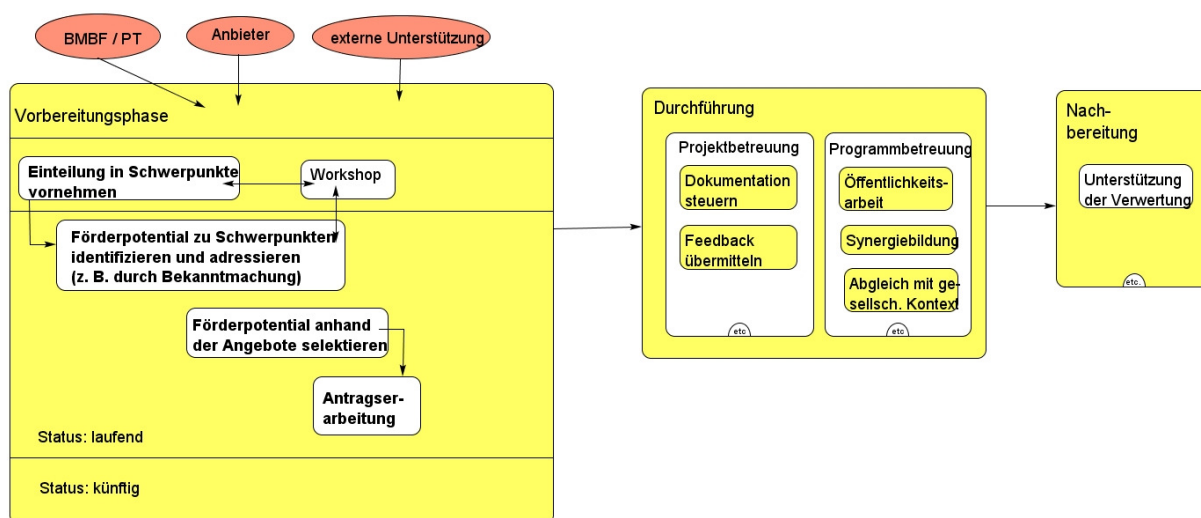 BMBF / PT
Anbieter
externe Unterstützung
Vorbereitungsphase
Einteilung in Schwerpunkte
vornehmen
Workshop
Förderpotential zu Schwerpunkten
identifizieren und adressieren
(z. B. durch Bekanntmachung)
Förderpotential anhand
der Angebote selektieren
Antragser-
arbeitung
Status: laufend
Status: künftig
Durchführung
Projektbetreuung
Dokumentation
steuern
Feedback
übermitteln
etc
Programmbetreuung
Öffentlichkeits-
arbeit
Synergiebildung
Abgleich mit ge-
sellsch. Kontext
etc
Nach-
bereitung
Unterstützung
der Verwertung
etc.